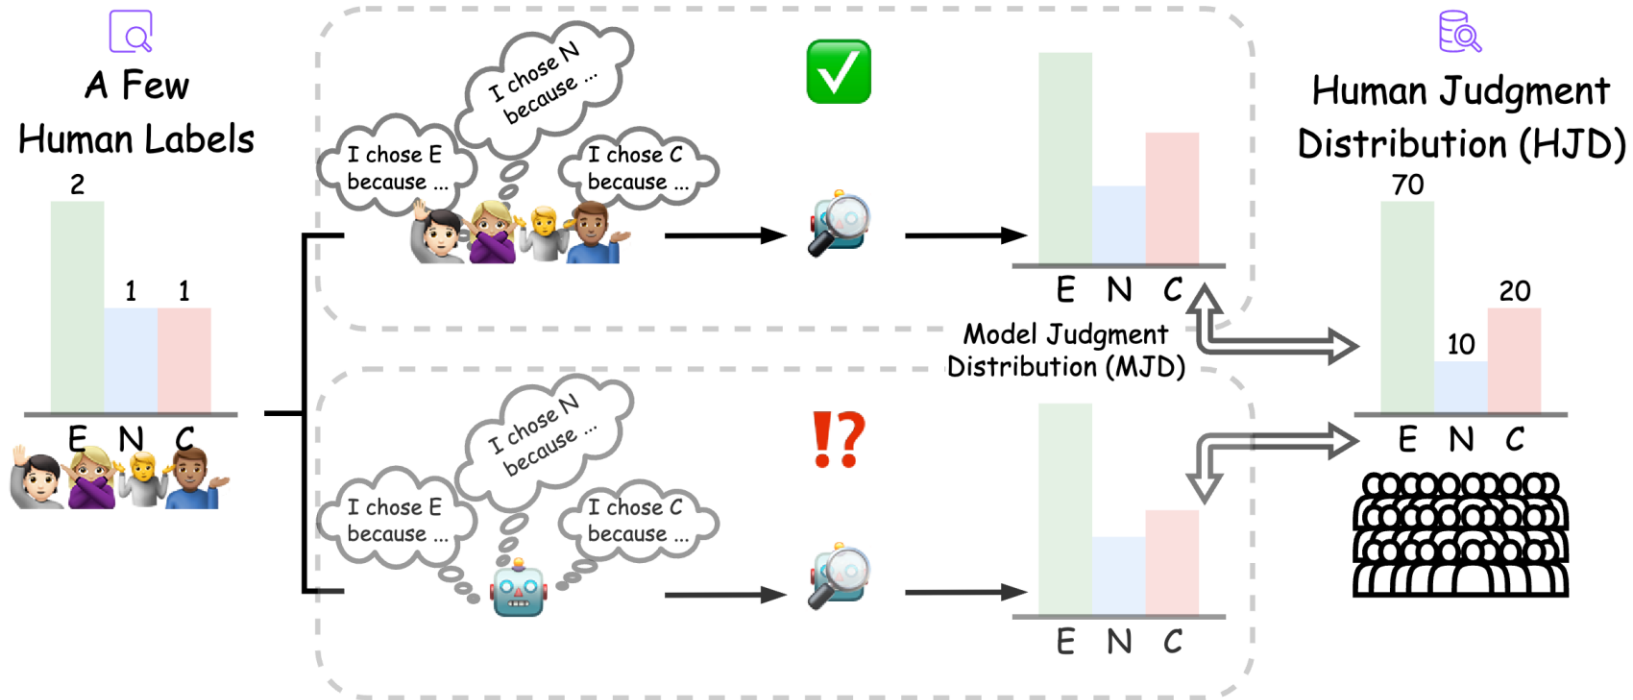 A Few
Human Labels
2
1 1
E N C
I chose E
because ...
I chose N
because ...
I chose C
because ...
E N C
Model Judgment
Distribution (MJD)
I chose E
because ...
I chose N
because ...
I chose C
because ...
!?
E N C
Human Judgment
Distribution (HJD)
70
10
20
E N C